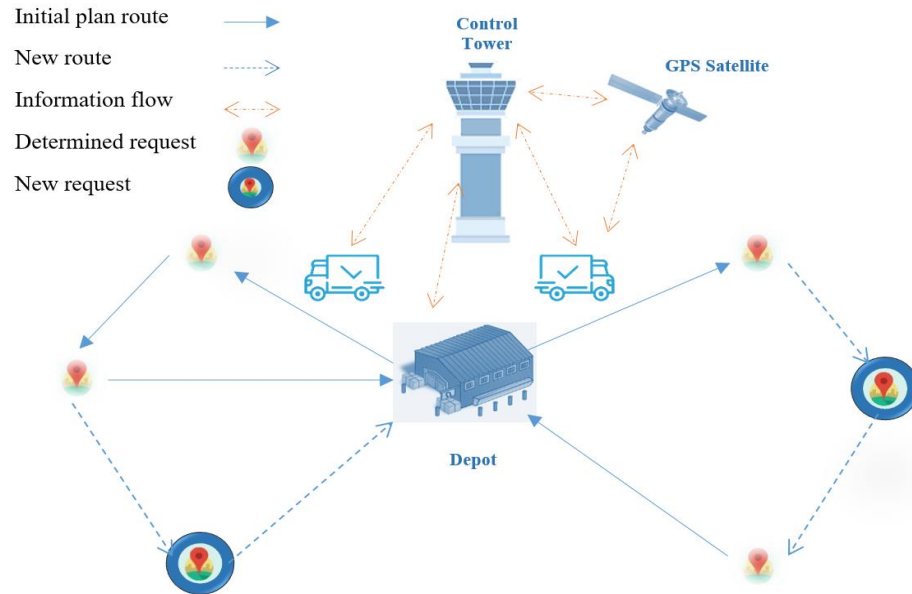 Initial plan route
New route
Information flow
Determined request
New request
Control
Tower
GPS Satellite
Depot